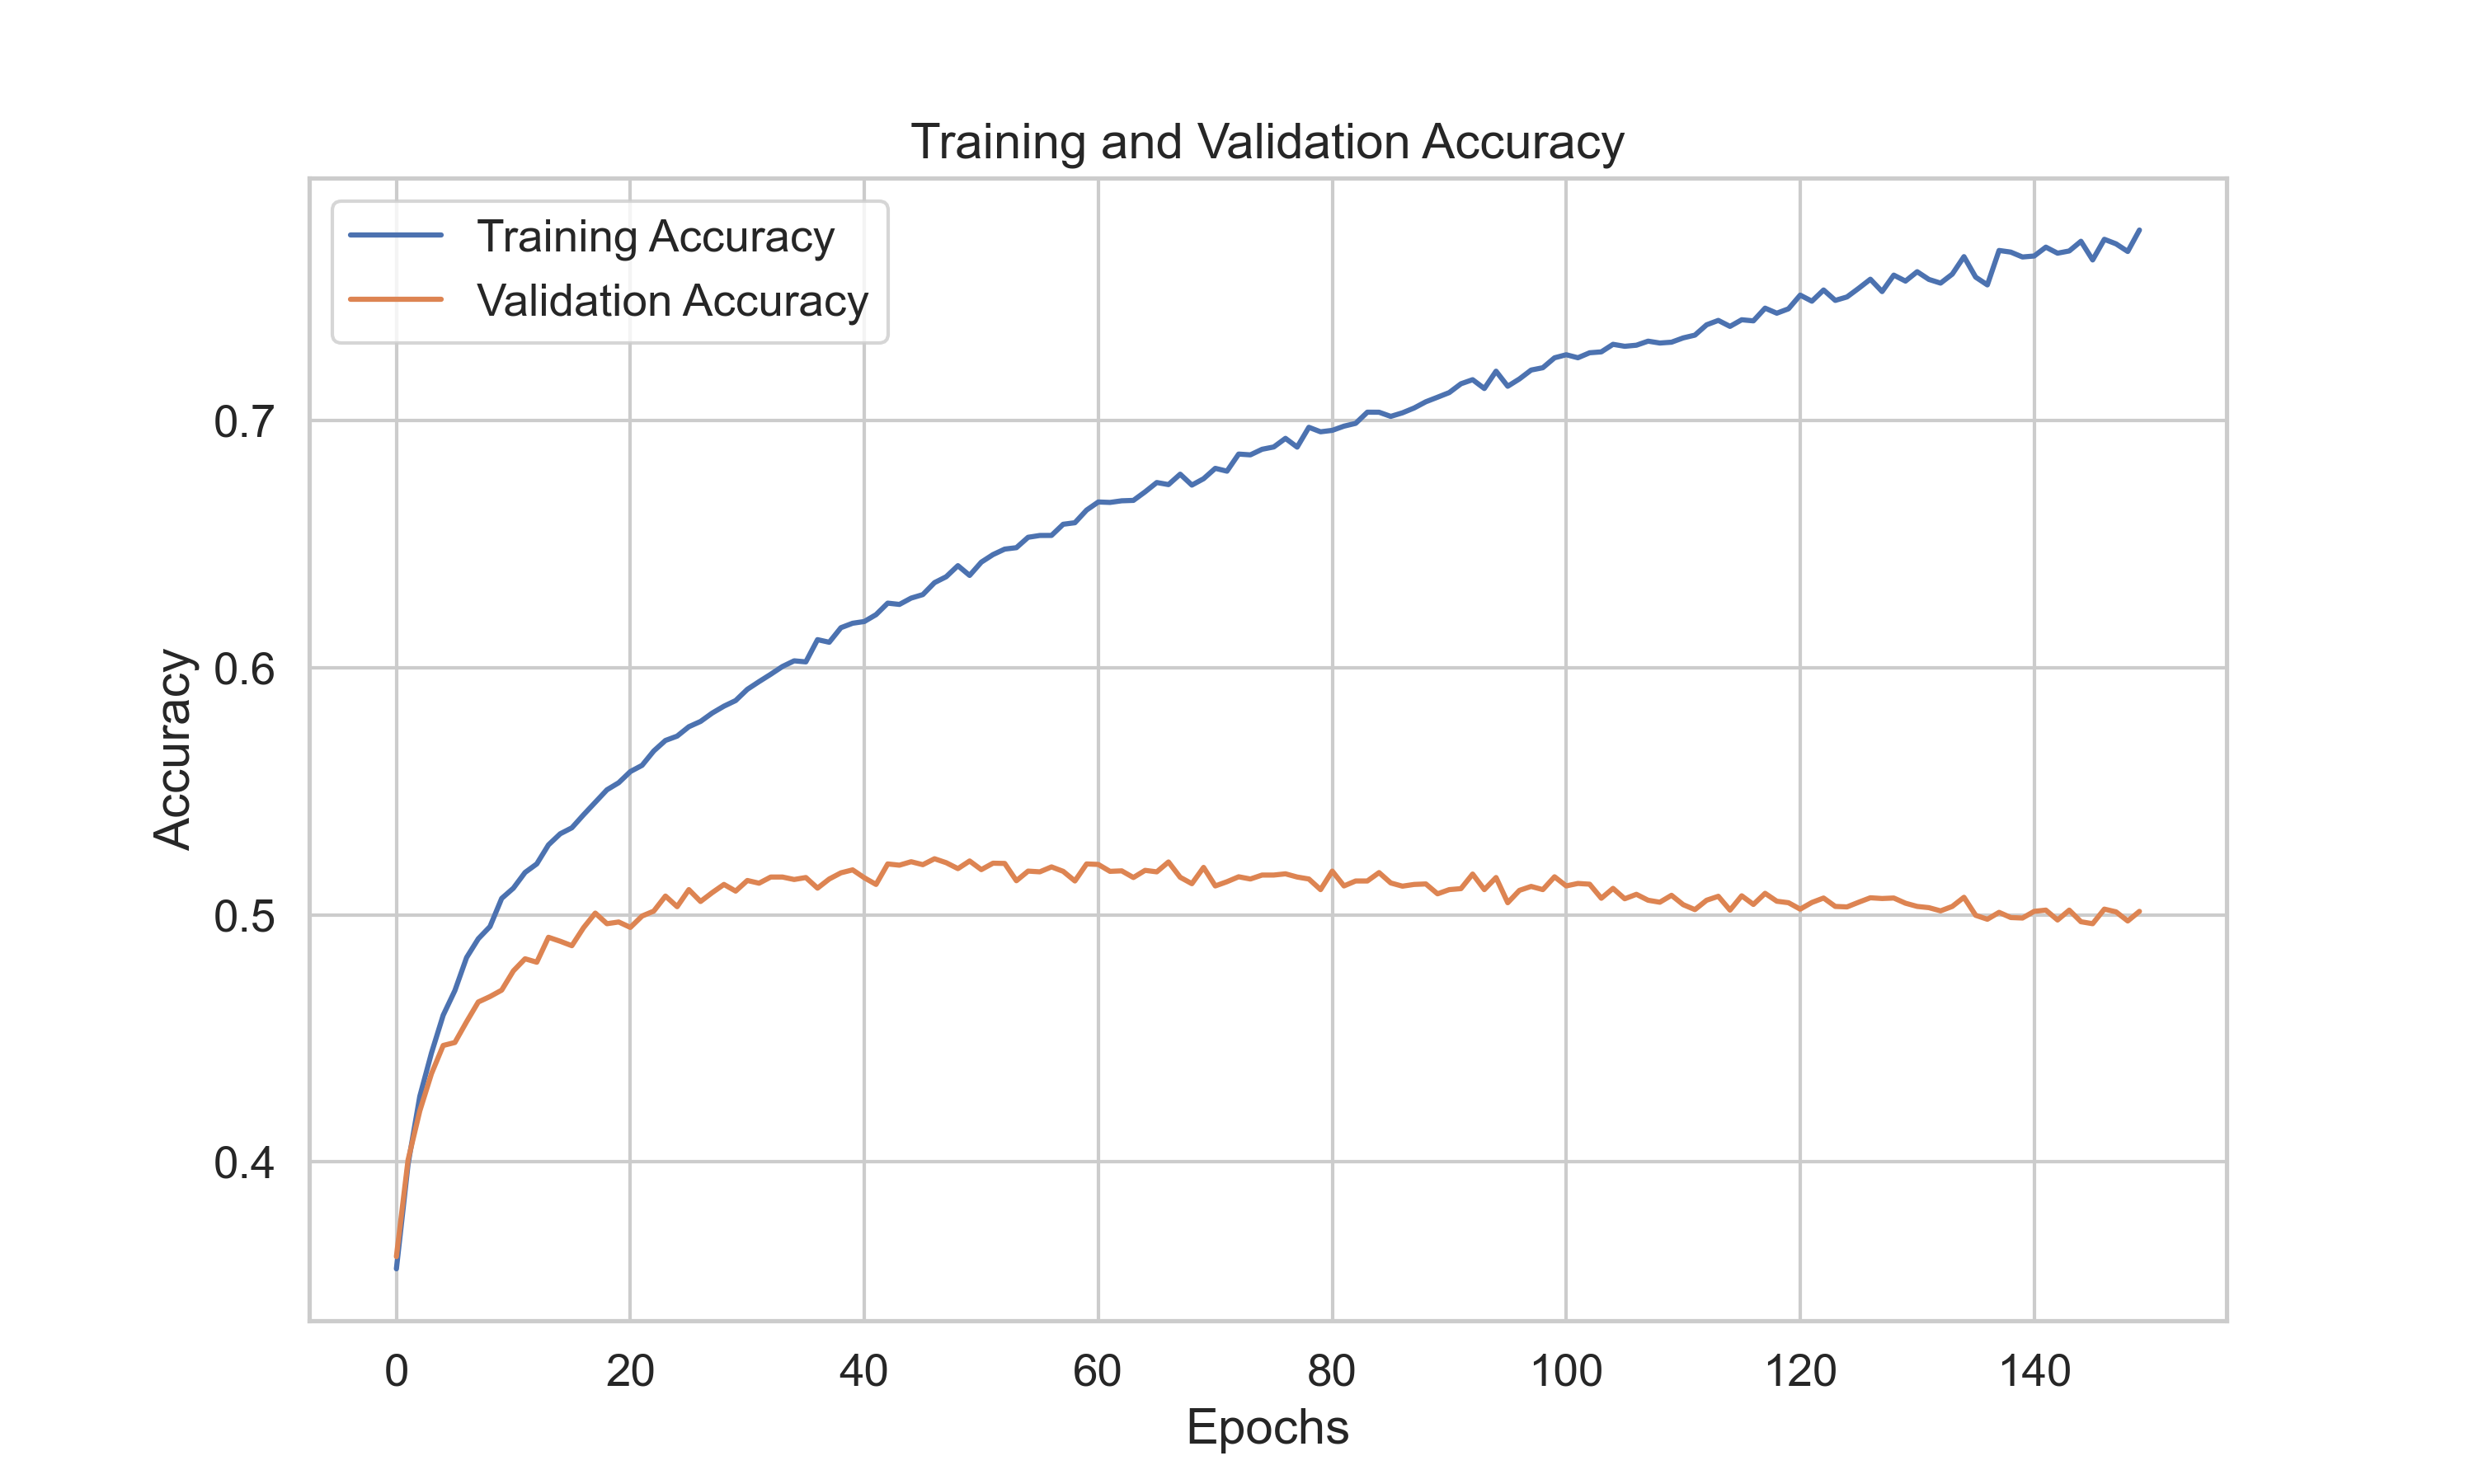 Training and Validation Accuracy
Training Accuracy
Validation Accuracy
Accuracy
0.7
0.6
0.5
0.4
0 20 40 60 80 100 120 140
Epochs